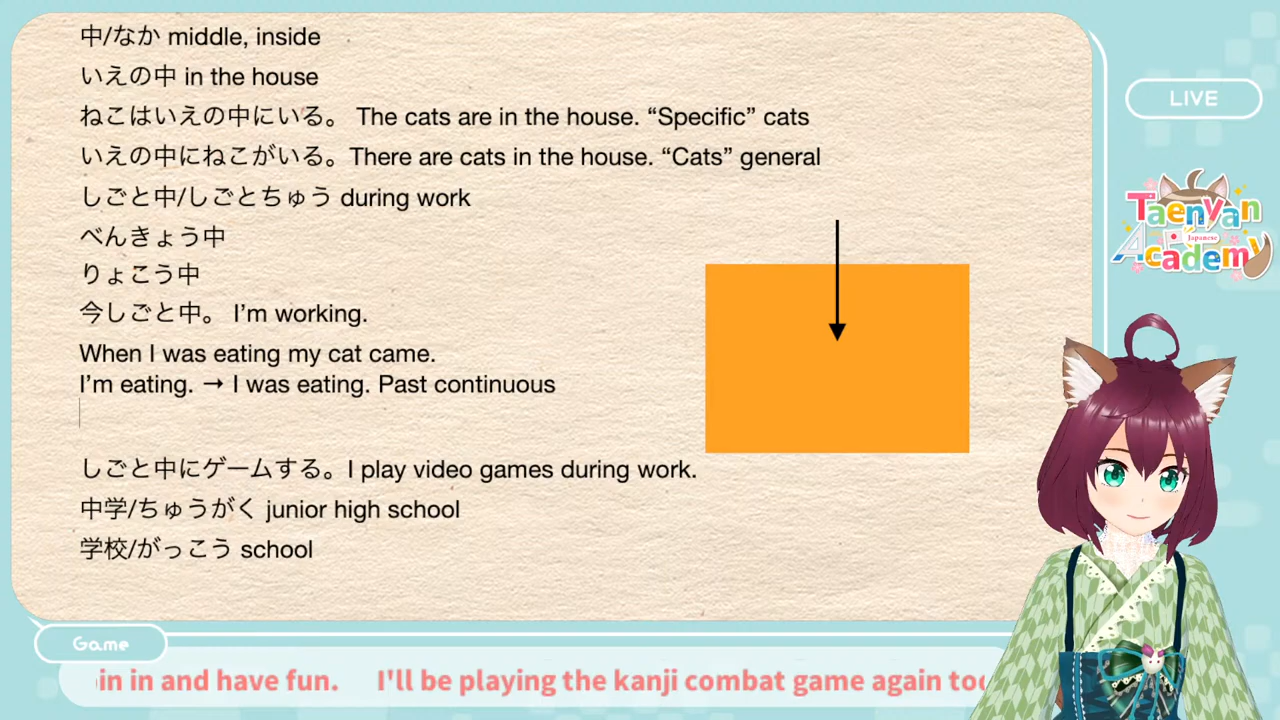 中/なか middle, inside
いえの中 in the house
ねこはいえの中にいる。 The cats are in the house. “Specific” cats
いえの中にねこがいる。There are cats in the house. “Cats” general
しごと中/しごとちゅう during work
べんきょう中
りょこう中
今しごと中。 I’m working.
When I was eating my cat came.
I’m eating. → I was eating. Past continuous
しごと中にゲームする。I play video games during work.
中学/ちゅうがく junior high school
学校/がっこう school
LIVE
Taenyan
Japanese
Academy
Game
in in and have fun. I'll be playing the kanji combat game again